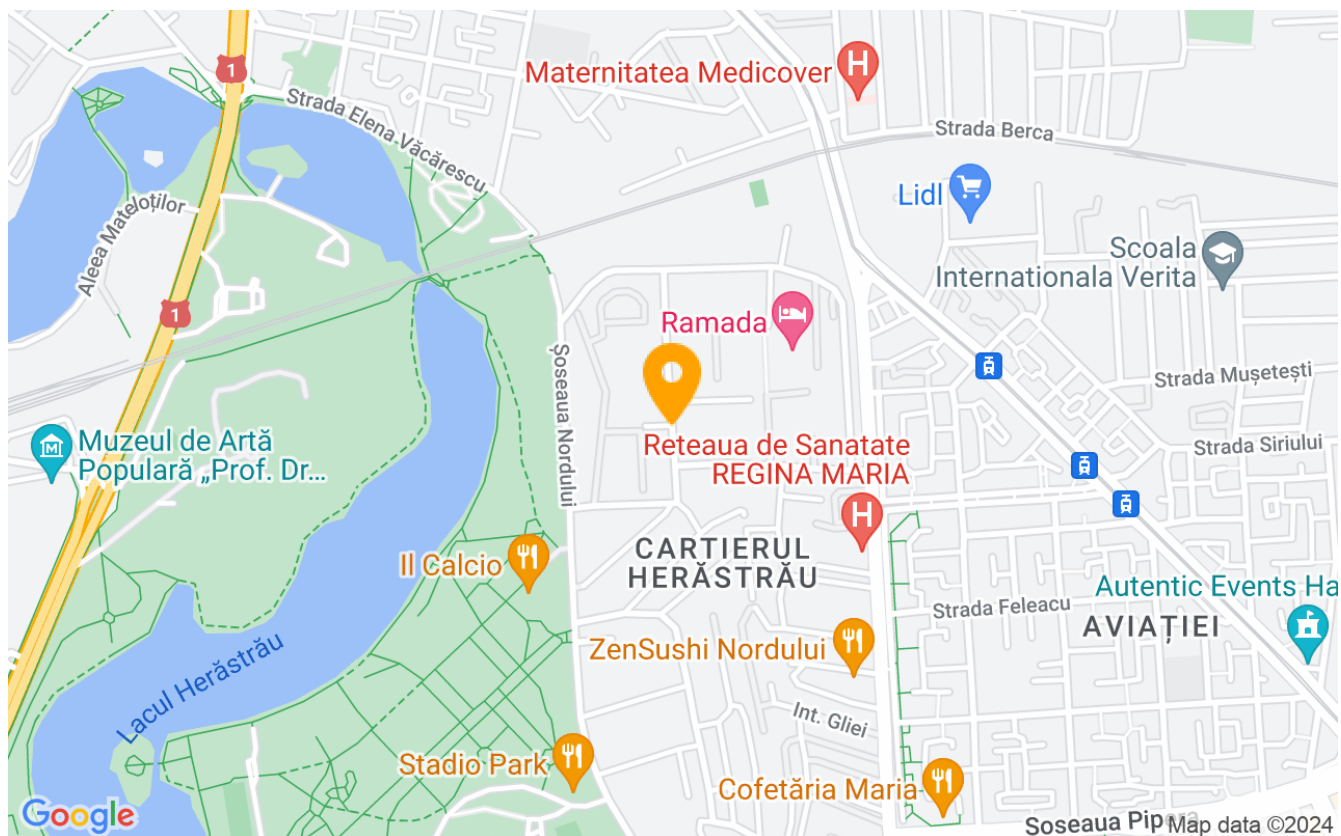 1
Strada Elena Văcărescu
Maternitatea Medicover
H
Strada Berca
Lidl
Aleea Mateloților
Scoala
Internationala Verita
1
Ramada
Șoseaua Nordului
Strada Mușetești
Muzeul de Artă
Populară „Prof. Dr...
M
Reteaua de Sanatate
REGINA MARIA
H
Strada Siriului
CARTIERUL
HERĂSTRĂU
Il Calcio
Strada Feleacu
Autentic Events Ha
AVIAȚIEI
ZenSushi Nordului
Lacul Herăstrău
Int. Gliei
Stadio Park
Cofetăria Maria
Google
Soseaua Pipera
Map data ©2024